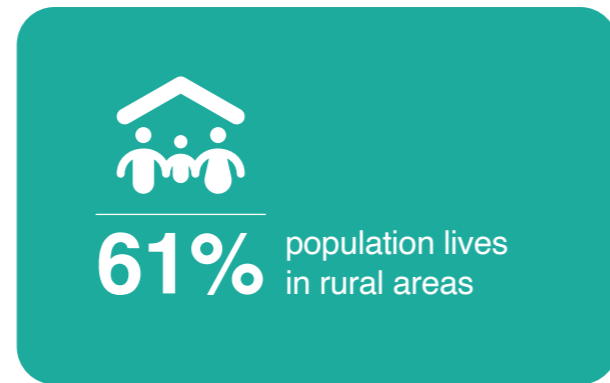 61%
population lives
in rural areas